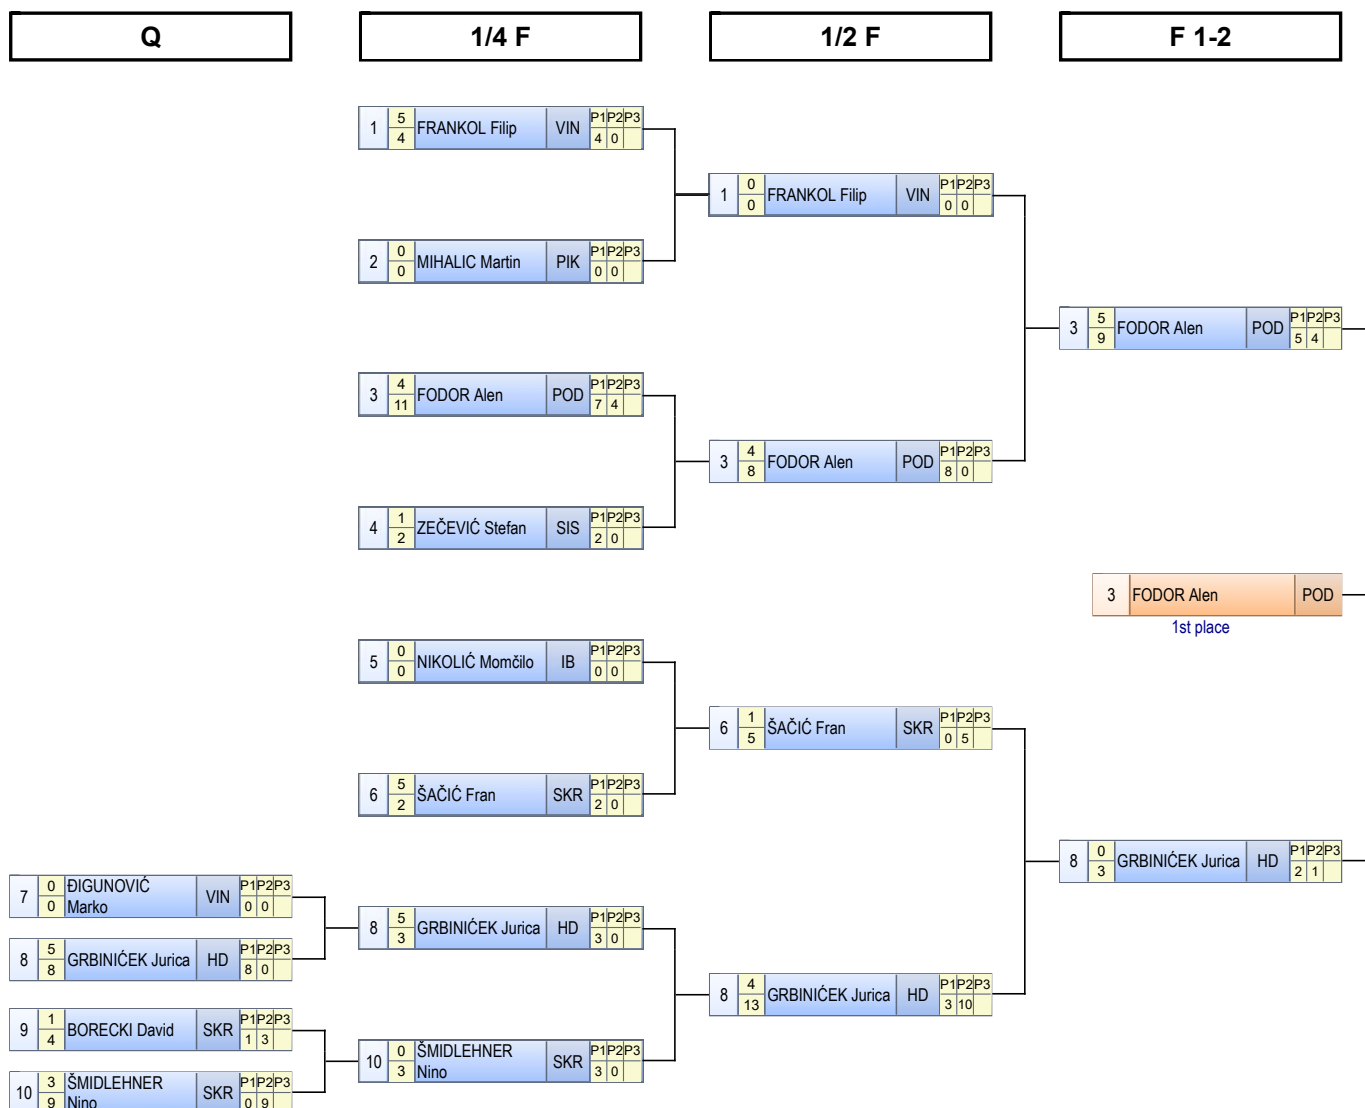 Q 1/4 F 1/2 F F 1-2
1 5 4 FRANKOL Filip VIN P1 P2 P3 4 0
2 0 0 MIHALIC Martin PIK P1 P2 P3 0 0
3 4 11 FODOR Alen POD P1 P2 P3 7 4
4 1 2 ZEČEVIĆ Stefan SIS P1 P2 P3 2 0
5 0 0 NIKOLIĆ Momčilo IB P1 P2 P3 0 0
6 5 2 ŠAČIĆ Fran SKR P1 P2 P3 2 0
7 0 0 ĐIGUNOVIĆ
Marko VIN P1 P2 P3 0 0
8 5 8 GRBINIĆEK Jurica HD P1 P2 P3 8 0
9 1 4 BORECKI David SKR P1 P2 P3 1 3
10 3 9 ŠMIDLEHNER
Nino SKR P1 P2 P3 0 9
8 5 3 GRBINIĆEK Jurica HD P1 P2 P3 3 0
10 0 3 ŠMIDLEHNER
Nino SKR P1 P2 P3 3 0
1 0 0 FRANKOL Filip VIN P1 P2 P3 0 0
3 4 8 FODOR Alen POD P1 P2 P3 8 0
6 1 5 ŠAČIĆ Fran SKR P1 P2 P3 0 5
8 4 13 GRBINIĆEK Jurica HD P1 P2 P3 3 10
3 5 9 FODOR Alen POD P1 P2 P3 5 4
3 FODOR Alen POD
1st place
8 0 3 GRBINIĆEK Jurica HD P1 P2 P3 2 1